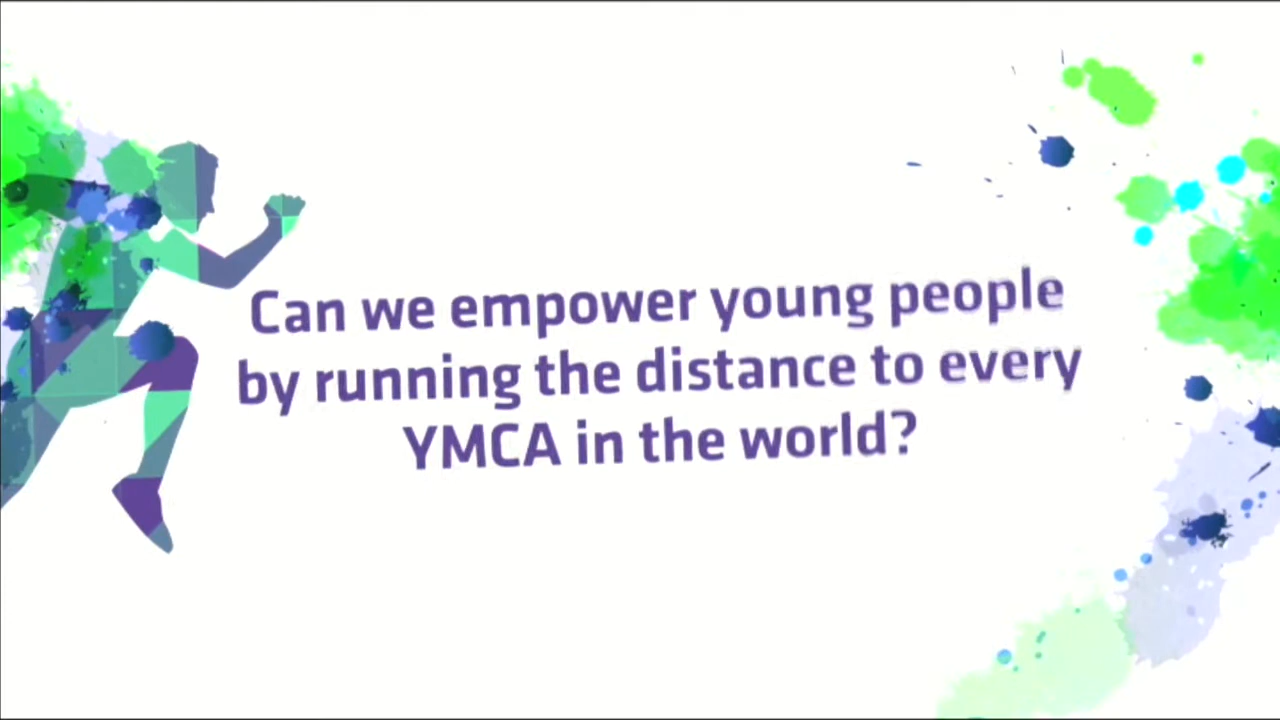 Can we empower young people
by running the distance to every
YMCA in the world?